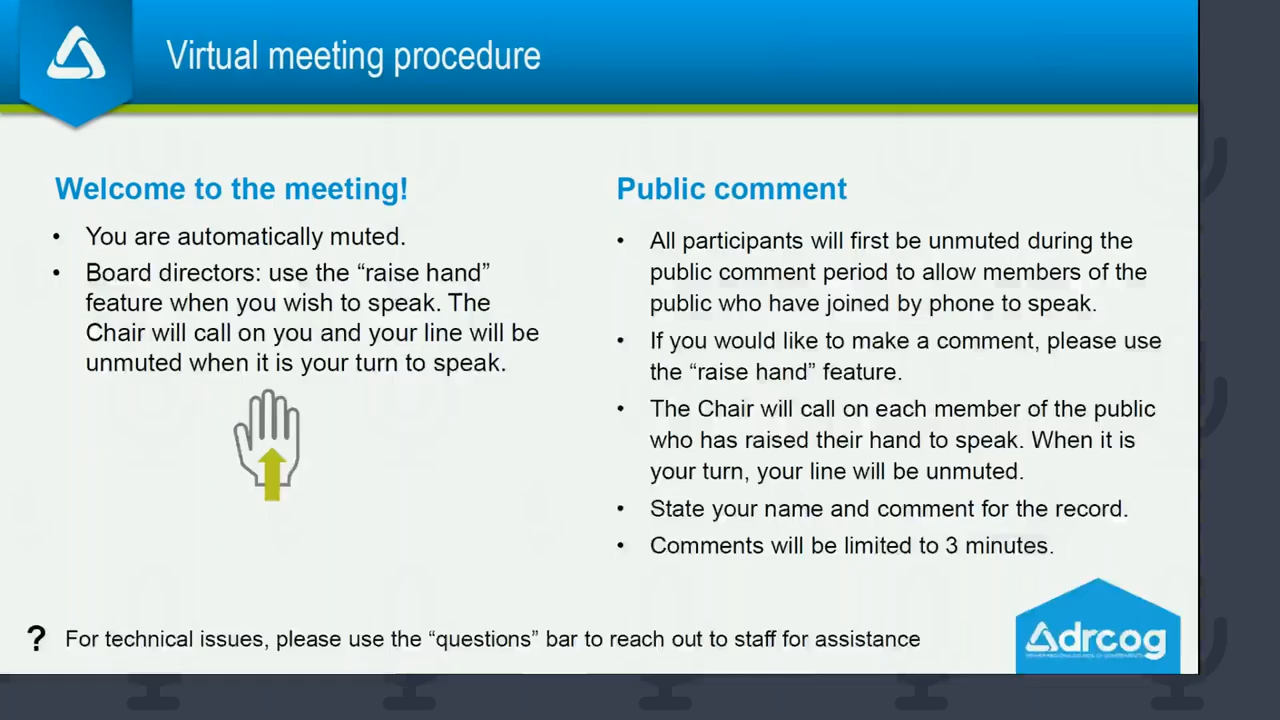 Virtual meeting procedure
Welcome to the meeting!
• You are automatically muted.
• Board directors: use the “raise hand”
feature when you wish to speak. The
Chair will call on you and your line will be
unmuted when it is your turn to speak.
Public comment
• All participants will first be unmuted during the
public comment period to allow members of the
public who have joined by phone to speak.
• If you would like to make a comment, please use
the “raise hand” feature.
• The Chair will call on each member of the public
who has raised their hand to speak. When it is
your turn, your line will be unmuted.
• State your name and comment for the record.
• Comments will be limited to 3 minutes.
? For technical issues, please use the “questions” bar to reach out to staff for assistance
drcog